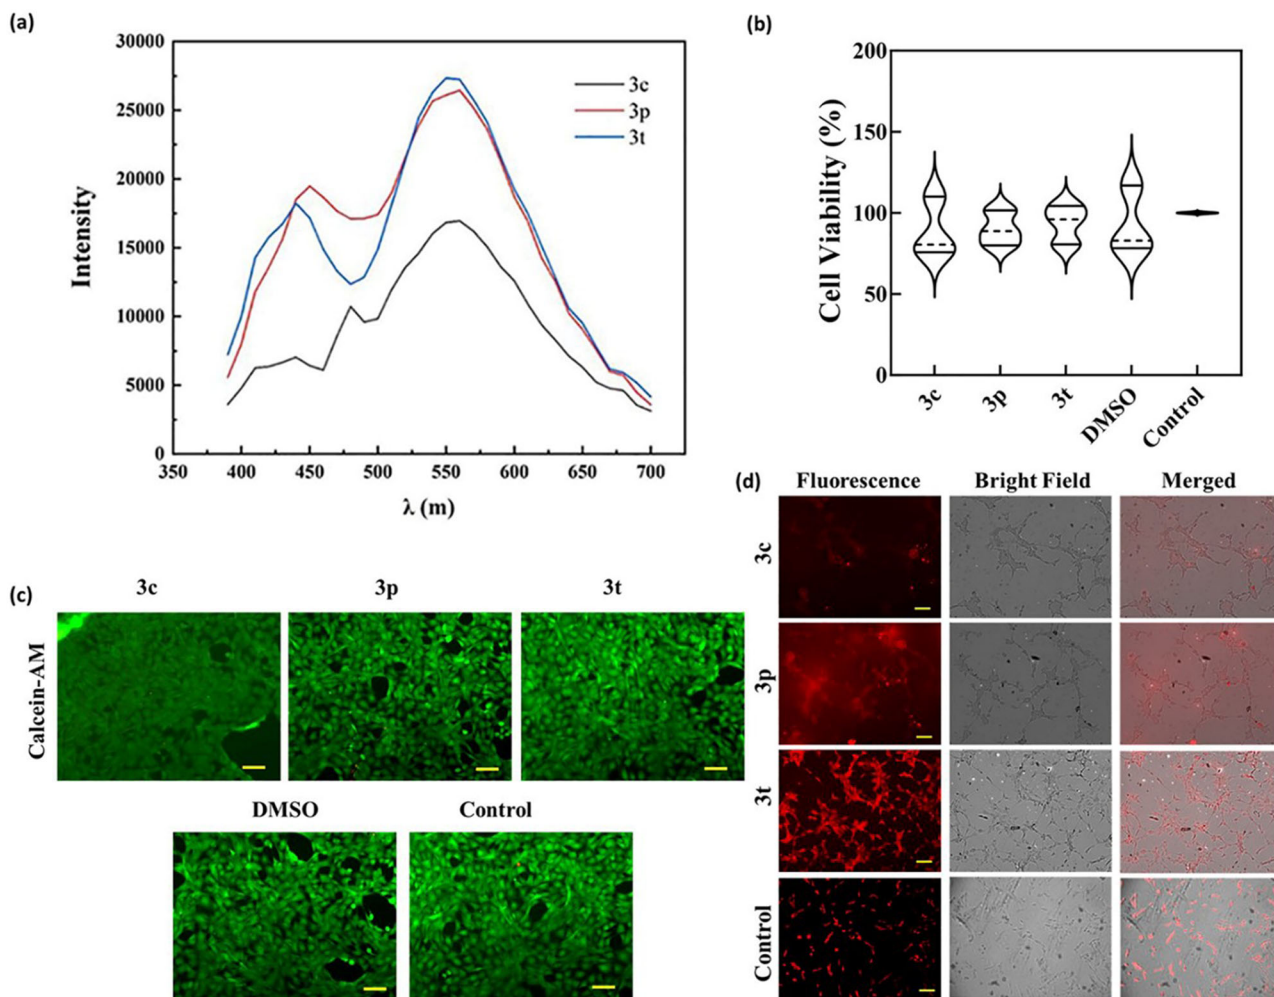 (a)
30000
25000
20000
15000
10000
5000
0
Intensity
350 400 450 500 550 600 650 700
λ (m)
3c
3p
3t
(b)
200
150
100
50
0
Cell Viability (%)
3c 3p 3t DMSO Control
(c)
3c 3p 3t
Calcein-AM
DMSO Control
(d)
Fluorescence Bright Field Merged
3c
3p
3t
Control